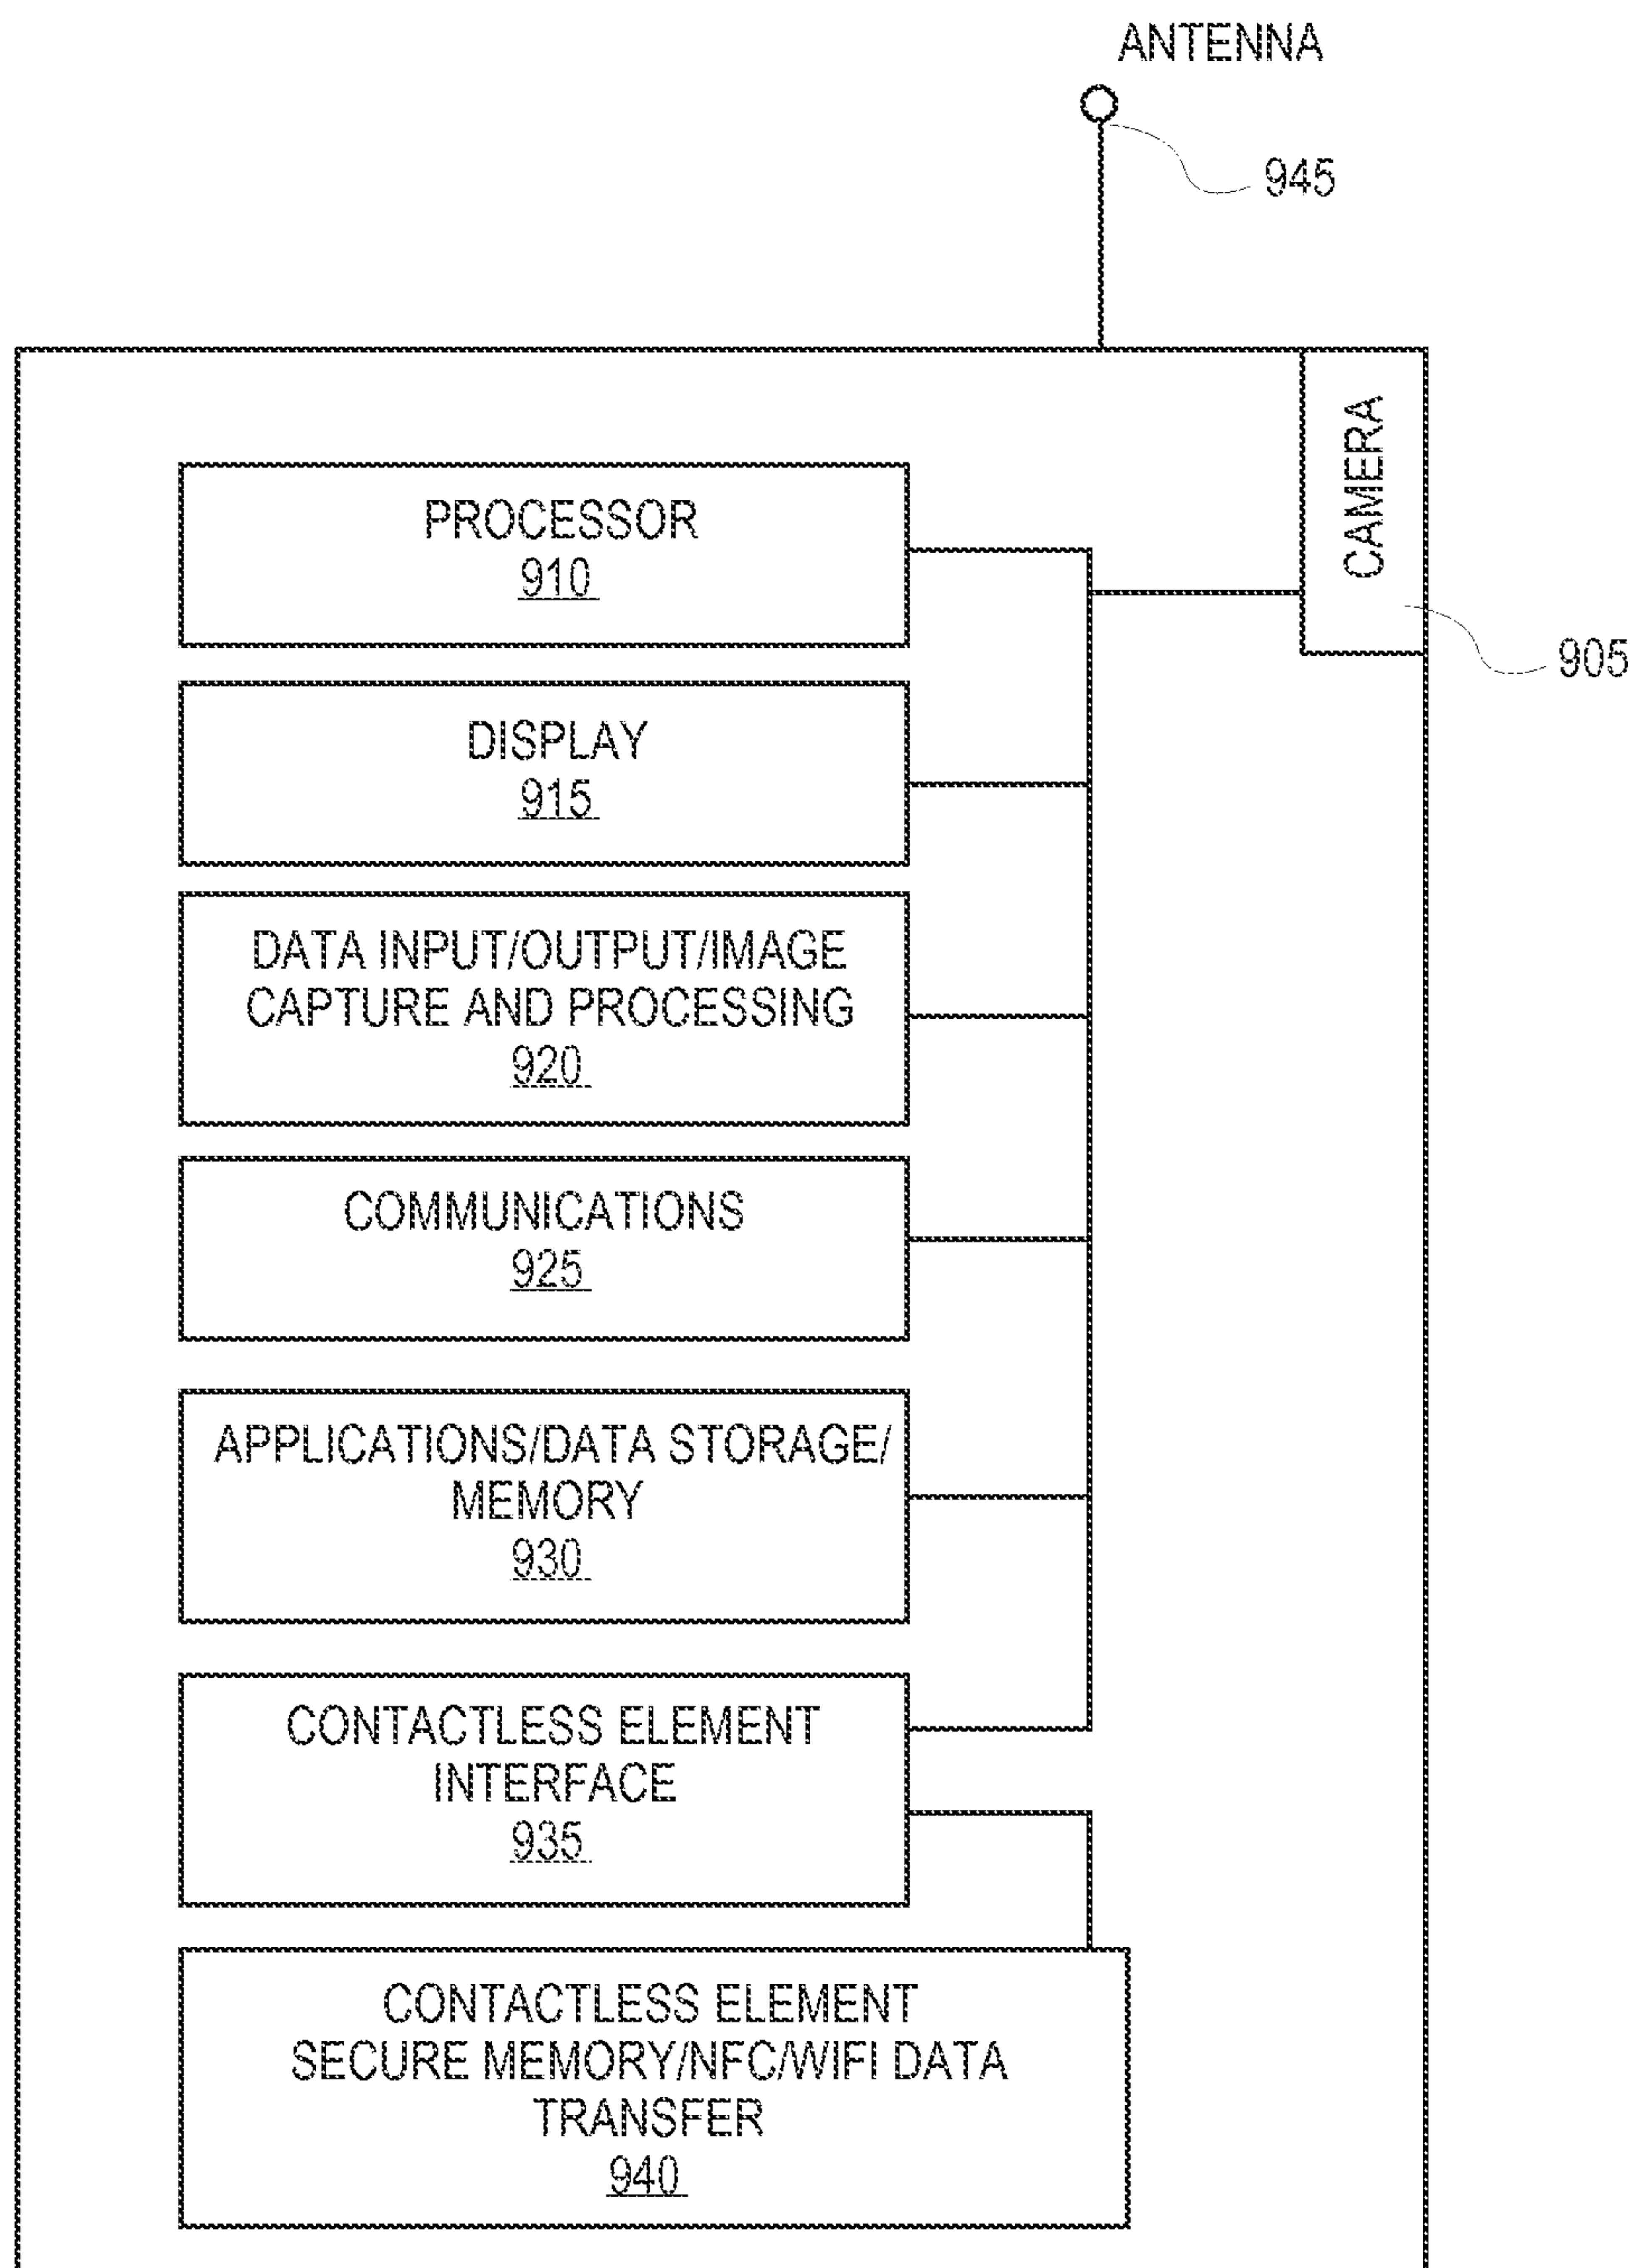 ANTENNA
945
CAMERA
905
PROCESSOR
910
DISPLAY
915
DATA INPUT/OUTPUT/IMAGE
CAPTURE AND PROCESSING
920
COMMUNICATIONS
925
APPLICATIONS/DATA STORAGE/
MEMORY
930
CONTACTLESS ELEMENT
INTERFACE
935
CONTACTLESS ELEMENT
SECURE MEMORY/NFC/WIFI DATA
TRANSFER
940